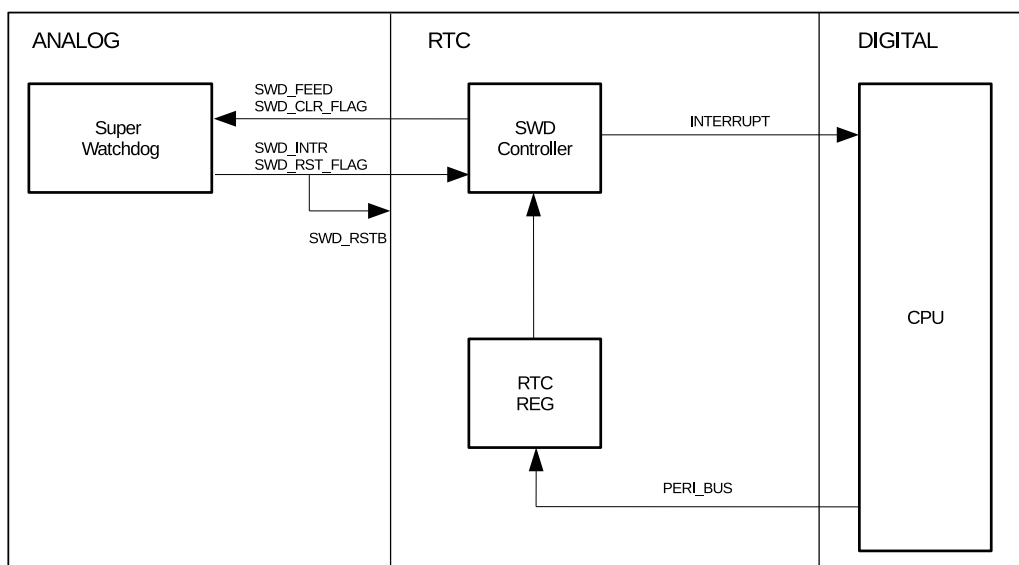 ANALOG
RTC
DIGITAL
SWD_FEED
SWD_CLR_FLAG
Super
Watchdog
SWD_INTR
SWD_RST_FLAG
SWD_RSTB
SWD
Controller
INTERRUPT
CPU
RTC
REG
PERI_BUS